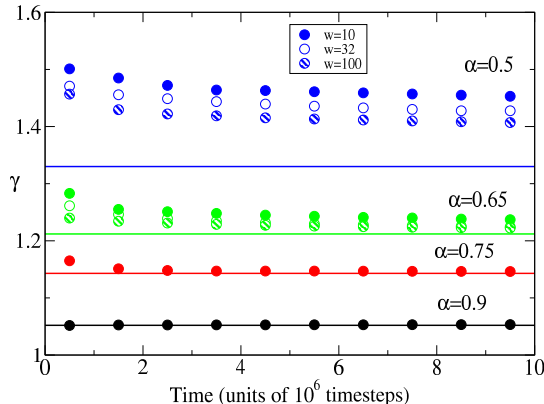 1.6
w=10
w=32
w=100
α=0.5
1.4
γ
α=0.65
1.2
α=0.75
α=0.9
1
0 2 4 6 8 10
Time (units of 10⁶ timesteps)